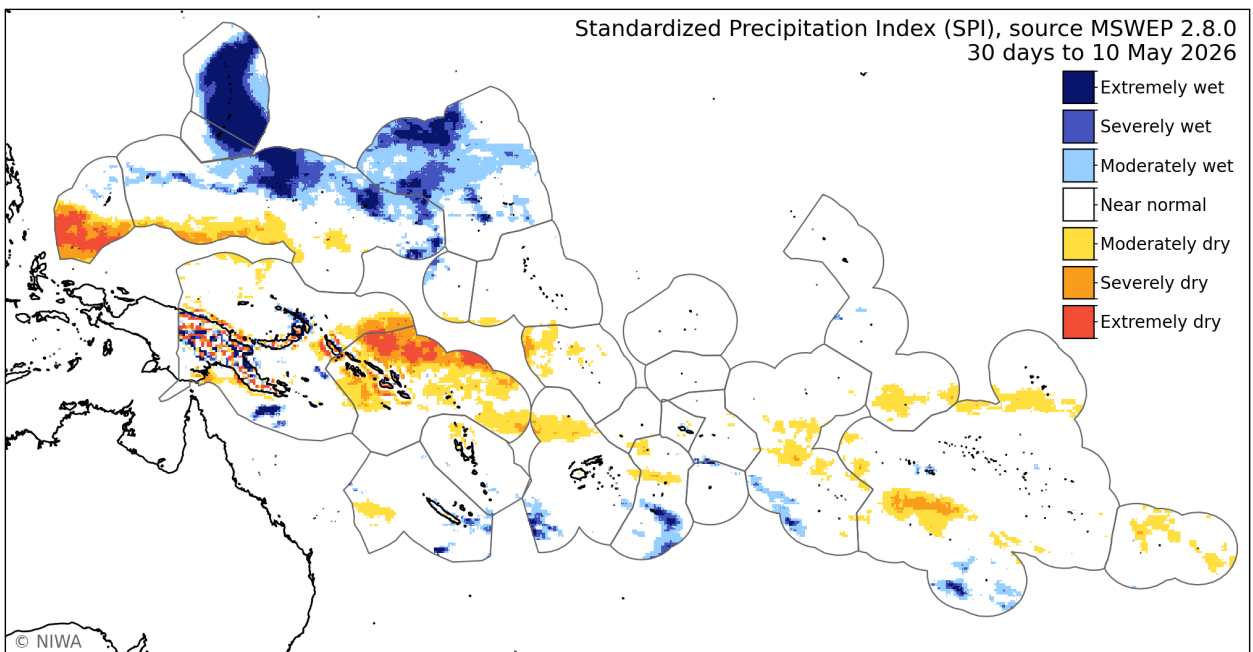 Standardized Precipitation Index (SPI), source MSWEP 2.8.0
30 days to 10 May 2026
Extremely wet
Severely wet
Moderately wet
Near normal
Moderately dry
Severely dry
Extremely dry
© NIWA